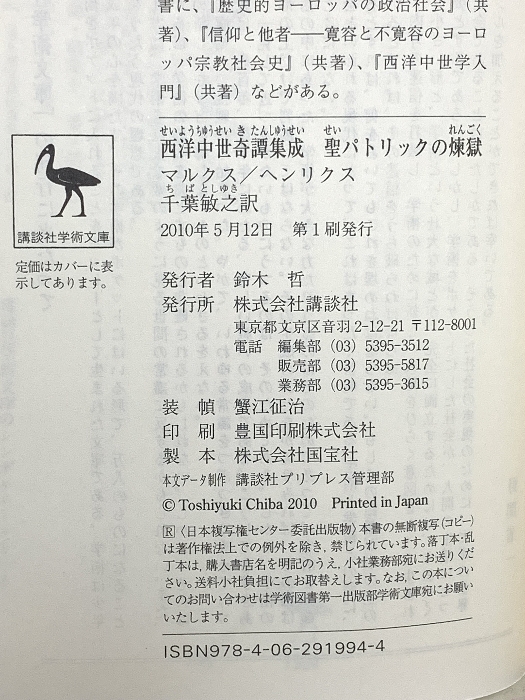 書に、『歴史的ヨーロッパの政治社会』(共
著)、『信仰と他者――寛容と不寛容のヨーロ
ッパ宗教社会史』(共著)、『西洋中世学入
門』(共著)などがある。
せいようちゅうせい き たんしゅうせい せい れんごく
西洋中世奇譚集成 聖パトリックの煉獄
マルクス/ヘンリクス
ち ば としゆき
千葉敏之訳
2010年5月12日 第1刷発行
講談社学術文庫
定価はカバーに表
示してあります。
発行者 鈴木 哲
発行所 株式会社講談社
東京都文京区音羽 2-12-21 〒112-8001
電話 編集部 (03) 5395-3512
販売部 (03) 5395-5817
業務部 (03) 5395-3615
装 幀 蟹江征治
印 刷 豊国印刷株式会社
製 本 株式会社国宝社
本文データ制作 講談社プリプレス管理部
© Toshiyuki Chiba 2010 Printed in Japan
Ⓡ〈日本複写権センター委託出版物〉本書の無断複写(コピー)
は著作権法上での例外を除き、禁じられています。落丁本・乱
丁本は、購入書店名を明記のうえ、小社業務部宛にお送りくだ
さい。送料小社負担にてお取替えします。なお、この本につい
てのお問い合わせは学術図書第一出版部学術文庫宛にお願い
いたします。
ISBN978-4-06-291994-4